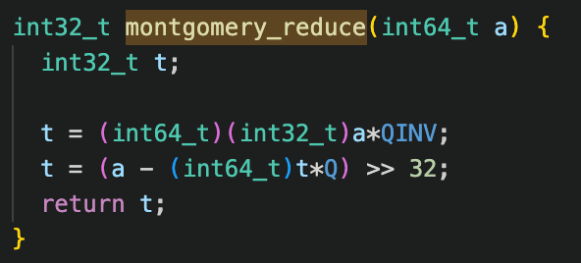 int32_t montgomery_reduce(int64_t a) {
int32_t t;
t = (int64_t)(int32_t)a*QINV;
t = (a - (int64_t)t*Q) >> 32;
return t;
}